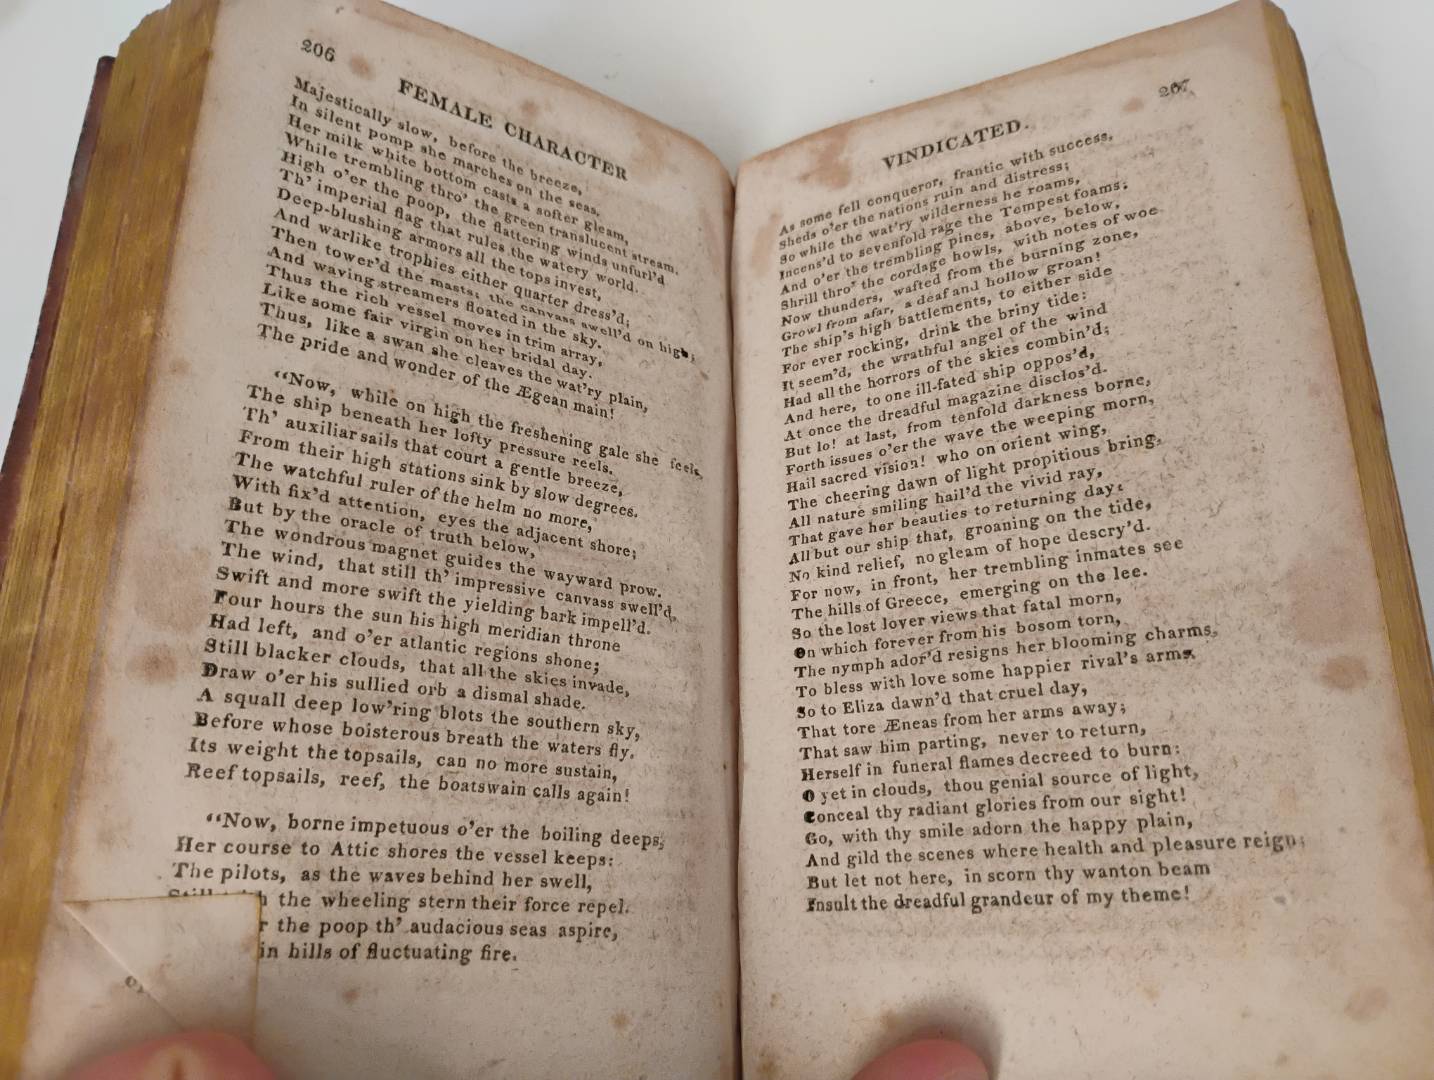 206
FEMALE CHARACTER
Majestically slow, before the breeze,
In silent pomp she marches on the seas,
Her milk white bottom casts a softer gleam,
While trembling thro' the green translucent stream.
High o'er the poop, the flattering winds unfurl'd
Th' imperial flag that rules the watery world.
Deep-blushing armors all the tops invest,
And warlike trophies either quarter dress'd;
Then tower'd the masts; the canvass swell'd on high;
And waving streamers floated in the sky.
Thus the rich vessel moves in trim array,
Like some fair virgin on her bridal day.
Thus, like a swan she cleaves the wat'ry plain,
The pride and wonder of the Ægean main!
"Now, while on high the freshening gale she feels,
The ship beneath her lofty pressure reels.
Th' auxiliar sails that court a gentle breeze,
From their high stations sink by slow degrees.
The watchful ruler of the helm no more,
With fix'd attention, eyes the adjacent shore;
But by the oracle of truth below,
The wondrous magnet guides the wayward prow.
The wind, that still th' impressive canvass swell'd,
Swift and more swift the yielding bark impell'd.
Four hours the sun his high meridian throne
Had left, and o'er atlantic regions shone;
Still blacker clouds, that all the skies invade,
Draw o'er his sullied orb a dismal shade.
A squall deep low'ring blots the southern sky,
Before whose boisterous breath the waters fly.
Its weight the topsails, can no more sustain,
Reef topsails, reef, the boatswain calls again!
"Now, borne impetuous o'er the boiling deeps,
Her course to Attic shores the vessel keeps:
The pilots, as the waves behind her swell,
the wheeling stern their force repel.
the poop th' audacious seas aspire,
in hills of fluctuating fire.
267
VINDICATED.
As some fell conqueror, frantic with success,
Sheds o'er the nations ruin and distress;
So while the wat'ry wilderness he roams,
Incens'd to sevenfold rage the Tempest foams:
And o'er the trembling pines, above, below,
Shrill thro' the cordage howls, with notes of woe
Now thunders, wafted from the burning zone,
Growl from afar, a deaf and hollow groan!
The ship's high battlements, to either side
For ever rocking, drink the briny tide:
It seem'd, the wrathful angel of the wind
Had all the horrors of the skies combin'd;
And here, to one ill-fated ship oppos'd,
At once the dreadful magazine disclos'd.
But lo! at last, from tenfold darkness borne,
Forth issues o'er the wave the weeping morn,
Hail sacred vision! who on orient wing,
The cheering dawn of light propitious bring.
All nature smiling hail'd the vivid ray,
That gave her beauties to returning day:
All but our ship that, groaning on the tide,
No kind relief, no gleam of hope descry'd.
For now, in front, her trembling inmates see
The hills of Greece, emerging on the lee.
So the lost lover views that fatal morn,
On which forever from his bosom torn,
The nymph ador'd resigns her blooming charms,
To bless with love some happier rival's arms.
So to Eliza dawn'd that cruel day,
That tore Æneas from her arms away;
That saw him parting, never to return,
Herself in funeral flames decreed to burn:
O yet in clouds, thou genial source of light,
Conceal thy radiant glories from our sight!
Go, with thy smile adorn the happy plain,
And gild the scenes where health and pleasure reign:
But let not here, in scorn thy wanton beam
Insult the dreadful grandeur of my theme!